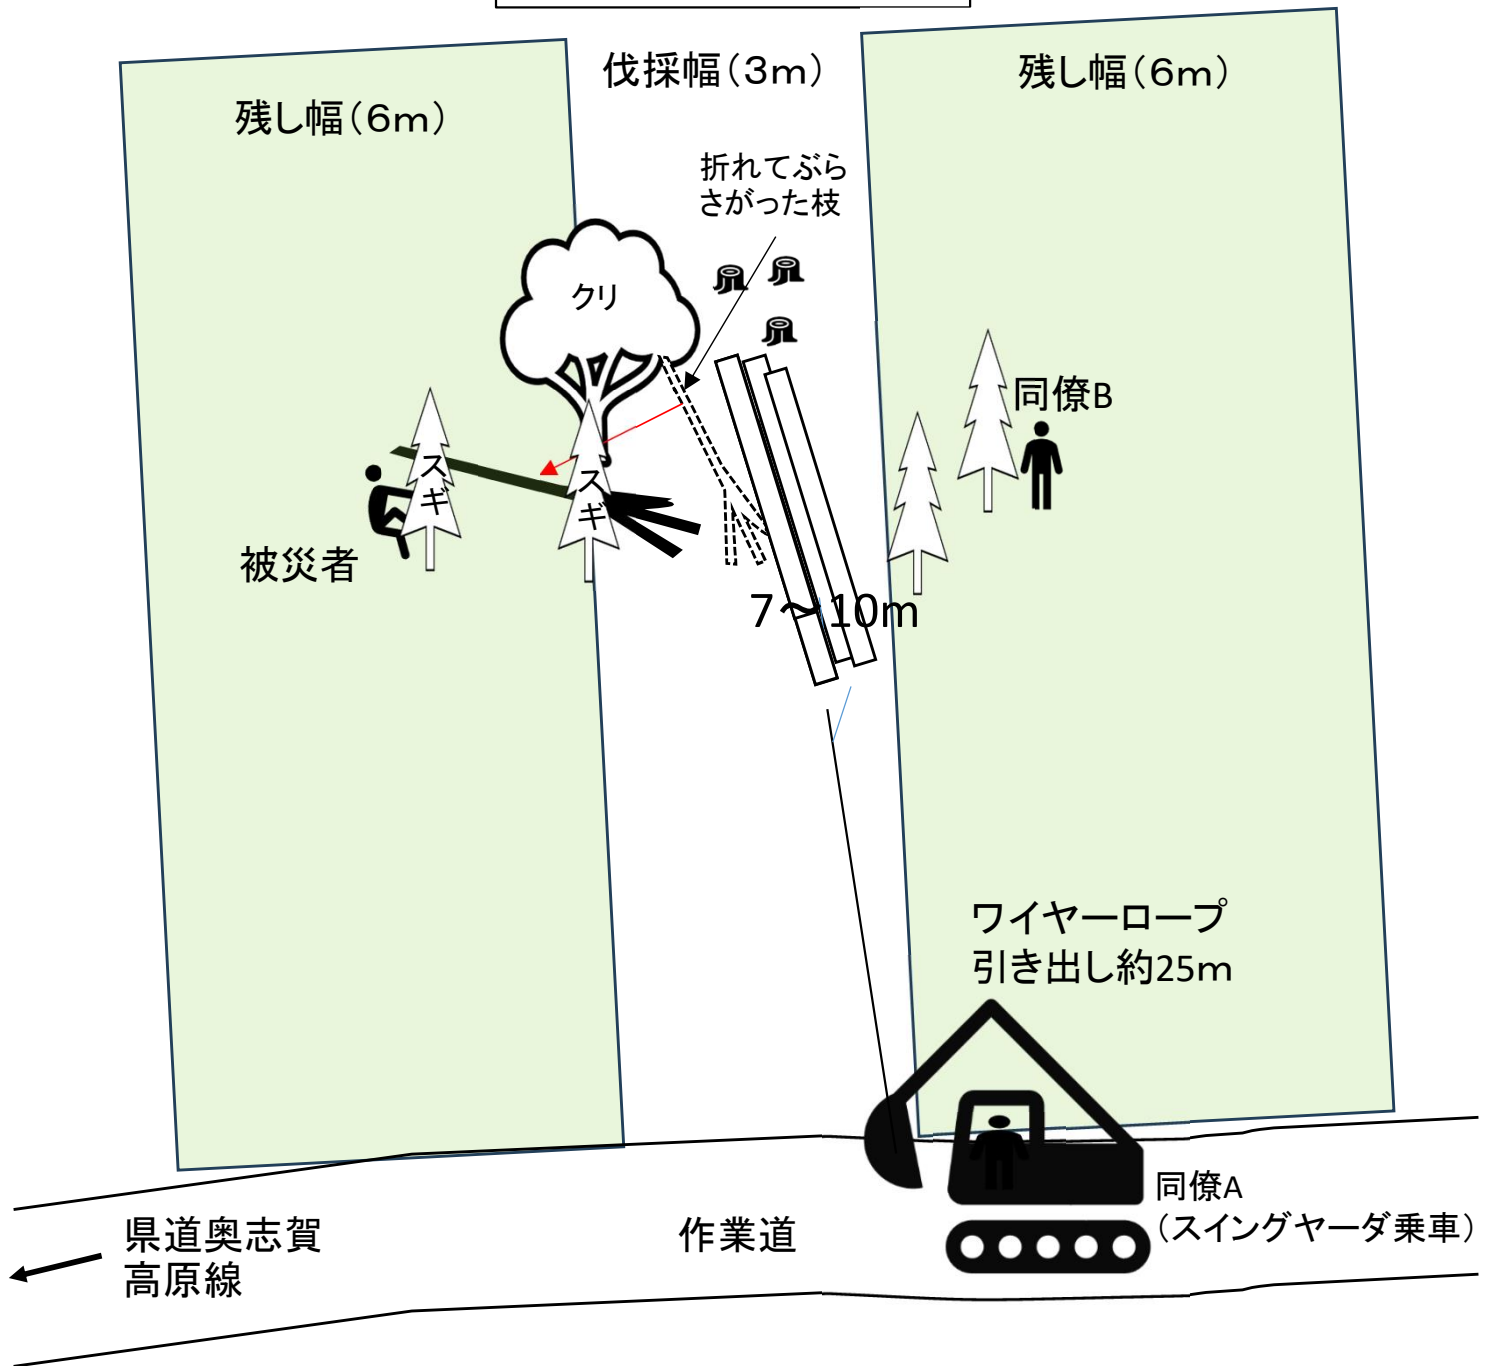 伐採幅（3m）
残し幅（6m）
残し幅（6m）
折れてぶら
さがった枝
クリ
同僚B
スギ
スギ
被災者
7～10m
ワイヤーロープ
引き出し約25m
同僚A
（スイングヤーダ乗車）
県道奥志賀
高原線
作業道